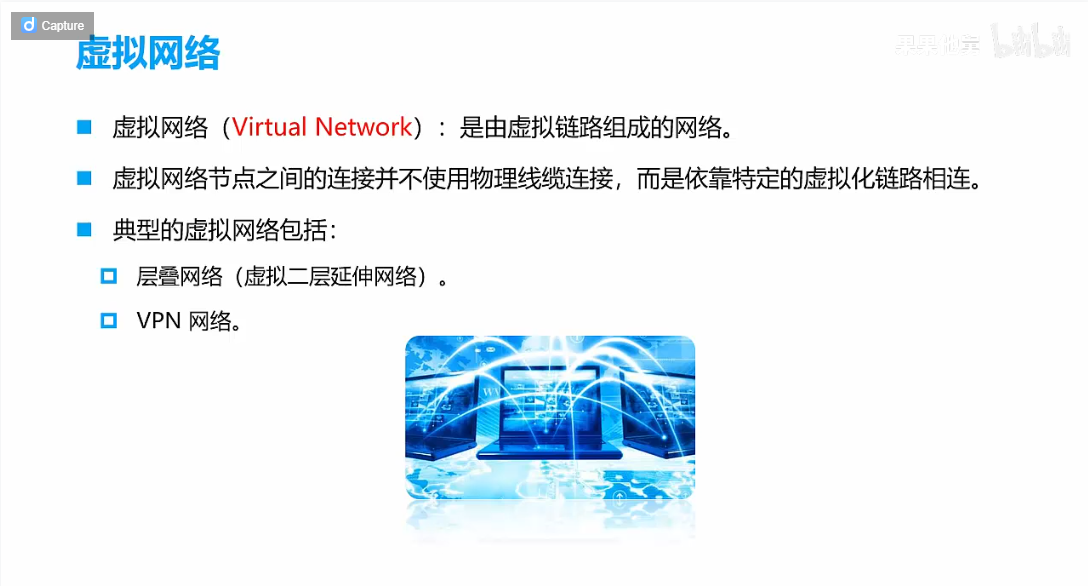 Capture
虚拟网络
bilibili
虚拟网络（Virtual Network）：是由虚拟链路组成的网络。
虚拟网络节点之间的连接并不使用物理线缆连接，而是依靠特定的虚拟化链路相连。
典型的虚拟网络包括：
层叠网络（虚拟二层延伸网络）。
VPN 网络。